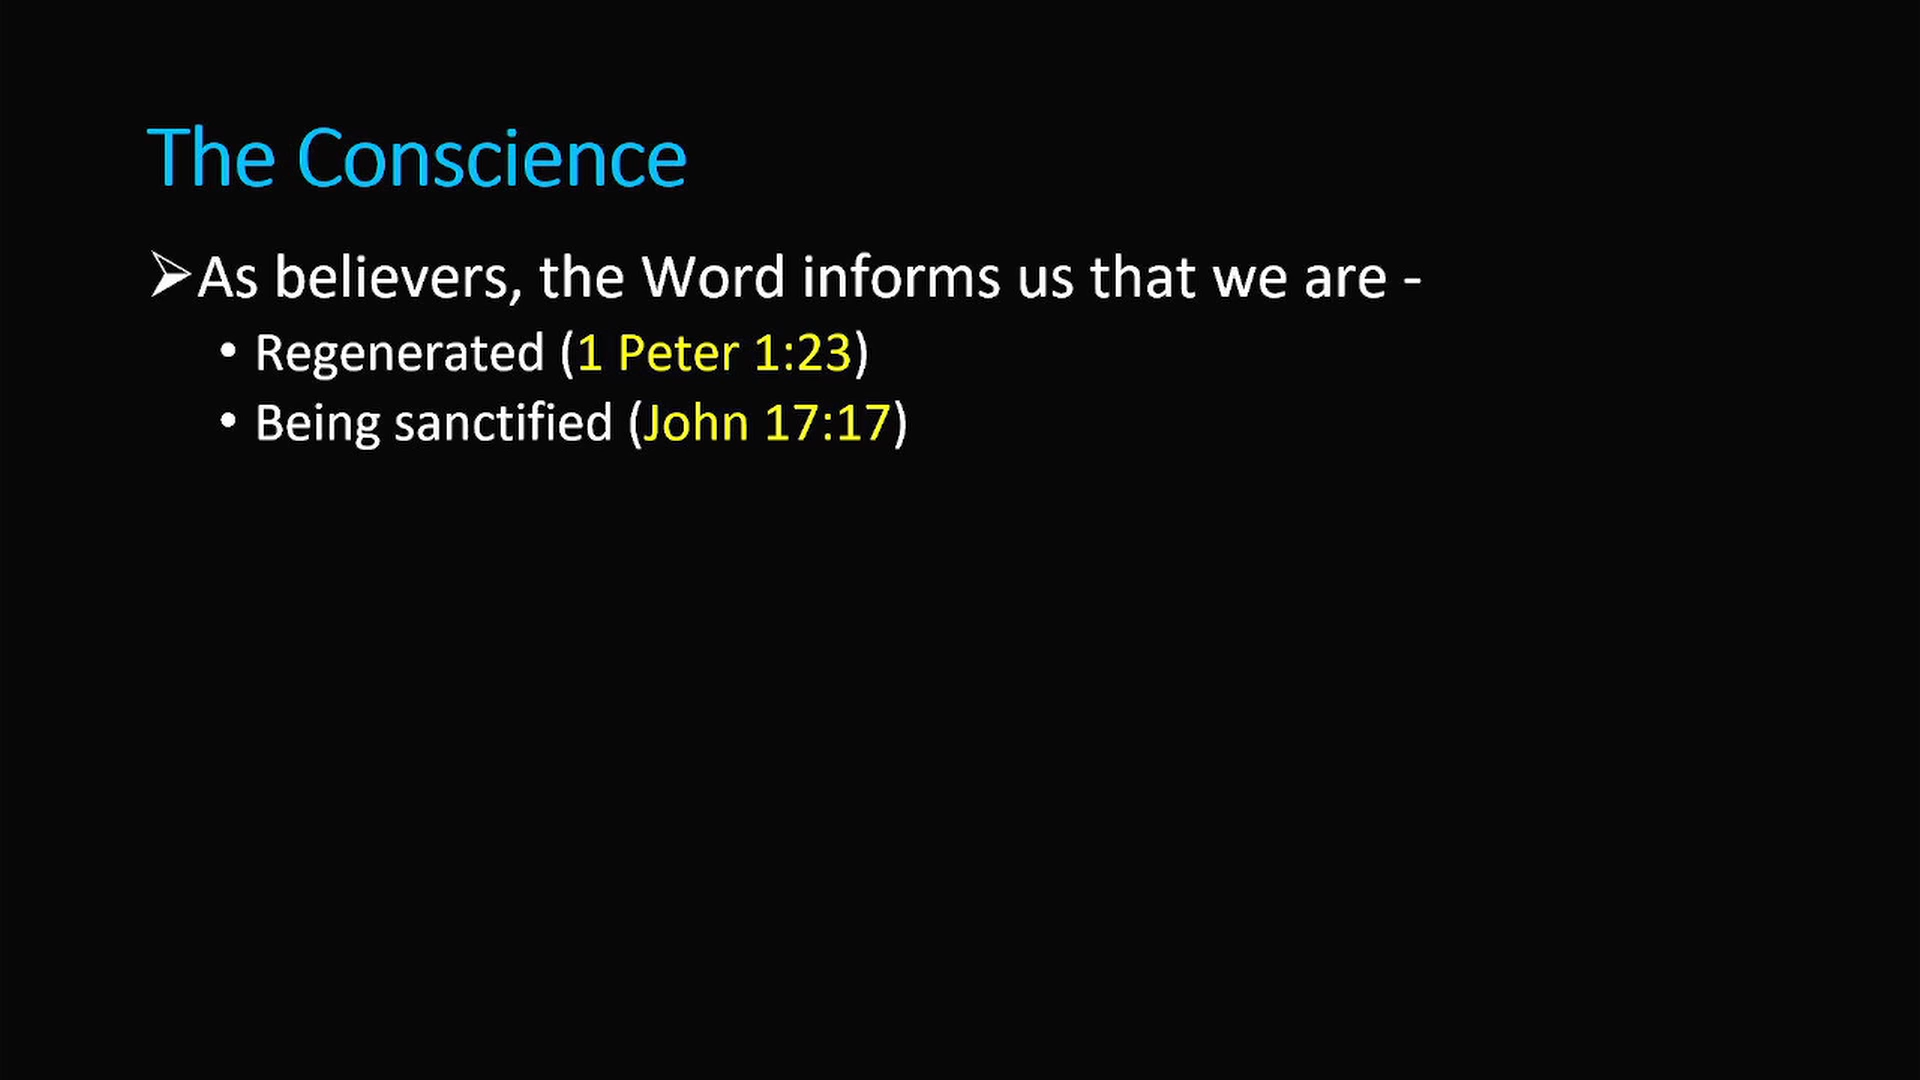 The Conscience
➢As believers, the Word informs us that we are -
• Regenerated (1 Peter 1:23)
• Being sanctified (John 17:17)